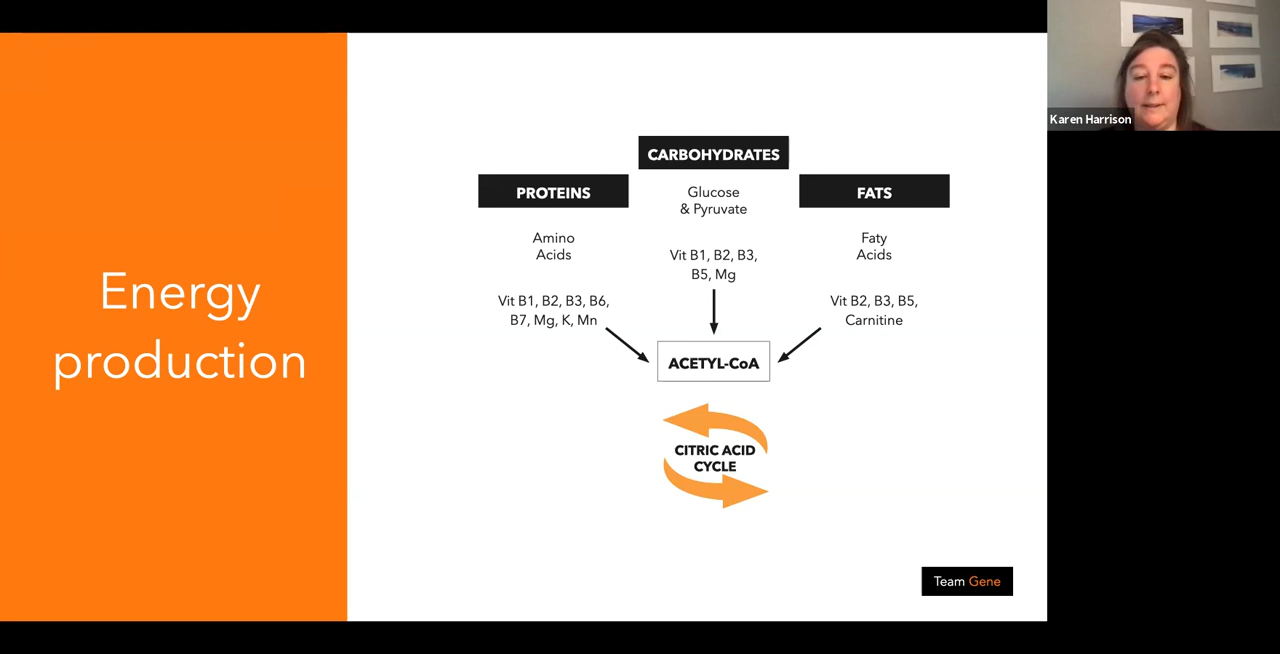 Energy
production
CARBOHYDRATES
Glucose
& Pyruvate
Vit B1, B2, B3,
B5, Mg
PROTEINS
Amino
Acids
Vit B1, B2, B3, B6,
B7, Mg, K, Mn
FATS
Faty
Acids
Vit B2, B3, B5,
Carnitine
ACETYL-CoA
CITRIC ACID
CYCLE
Team Gene
Karen Harrison